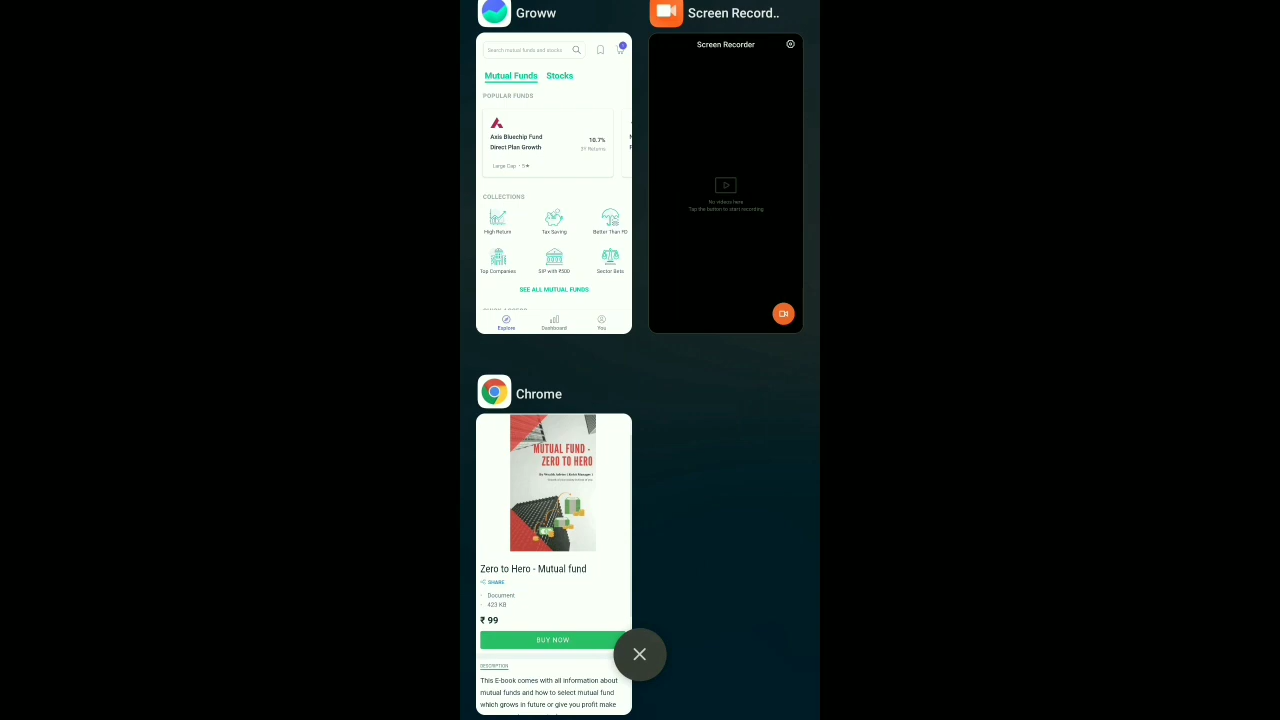 Groww
Search mutual funds and stocks
Mutual Funds Stocks
POPULAR FUNDS
Axis Bluechip Fund
Direct Plan Growth
10.7%
3Y Returns
Large Cap • 5★
COLLECTIONS
High Return
Tax Saving
Better Than FD
Top Companies
SIP with ₹500
Sector Bets
SEE ALL MUTUAL FUNDS
Explore
Dashboard
You
Screen Record..
Screen Recorder
No videos here
Tap the button to start recording
Chrome
MUTUAL FUND -
ZERO TO HERO
Zero to Hero - Mutual fund
SHARE
Document
423 KB
₹ 99
BUY NOW
DESCRIPTION
This E-book comes with all information about
mutual funds and how to select mutual fund
which grows in future or give you profit make